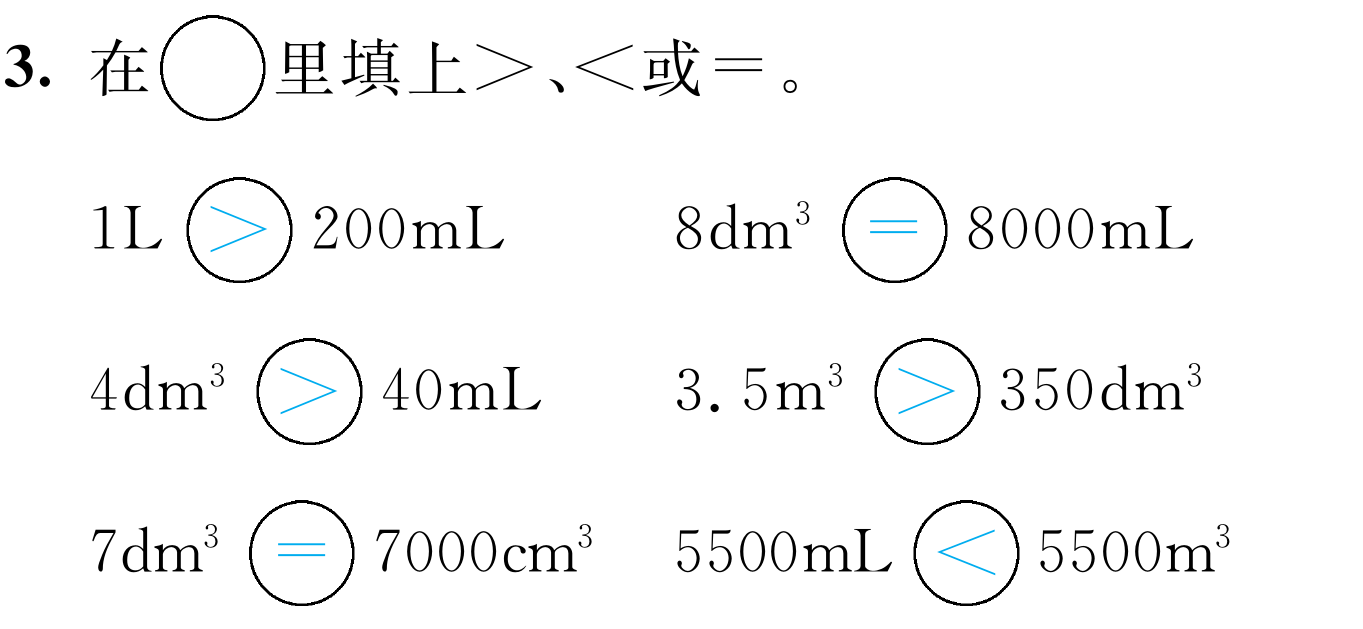 3. 在○里填上>、<或=。
1L > 200mL 8dm³ = 8000mL
4dm³ > 40mL 3.5m³ > 350dm³
7dm³ = 7000cm³ 5500mL < 5500m³